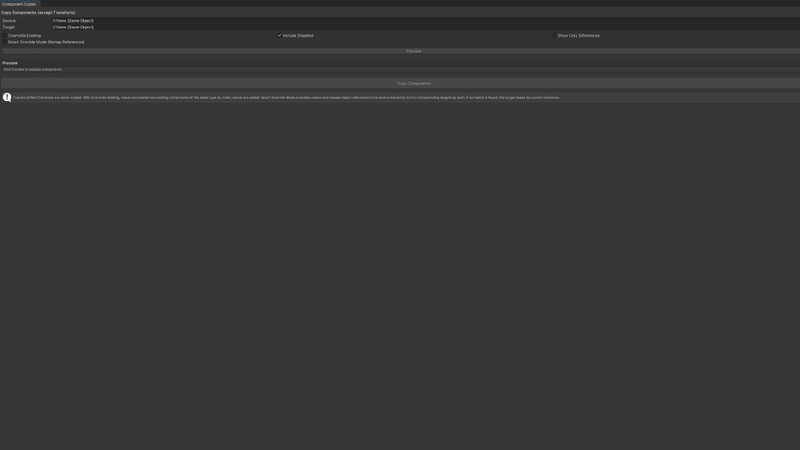 Component Copier
Copy Components (except Transform)
Source None (Game Object)
Target None (Game Object)
Overwrite Existing Include Disabled Show Only Differences
Smart Override Mode (Remap References)
Preview
Preview
Click Preview to analyze components.
Copy Components
Transform/RectTransform are never copied. With Overwrite Existing, values are pasted into existing components of the same type by order; extras are added. Smart Override Mode overrides values and remaps object references from source hierarchy to the corresponding targets by path; if no match is found, the target keeps its current reference.